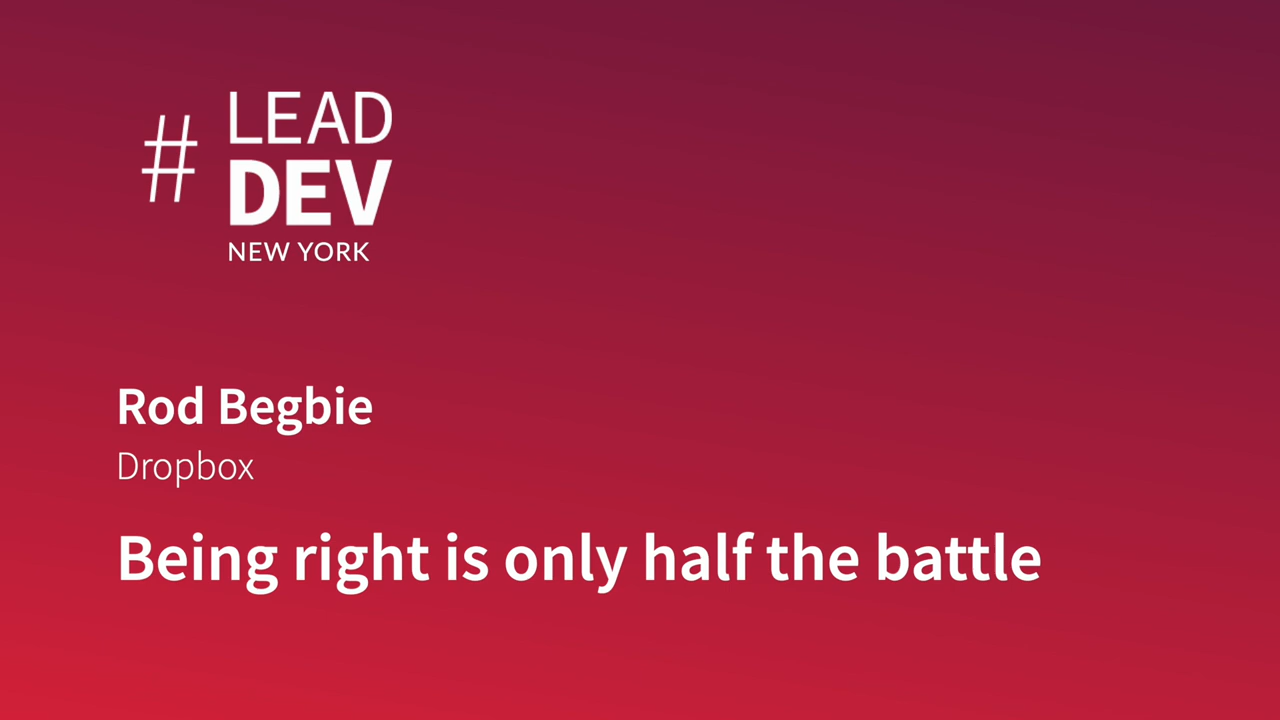 # LEAD
DEV
NEW YORK
Rod Begbie
Dropbox
Being right is only half the battle